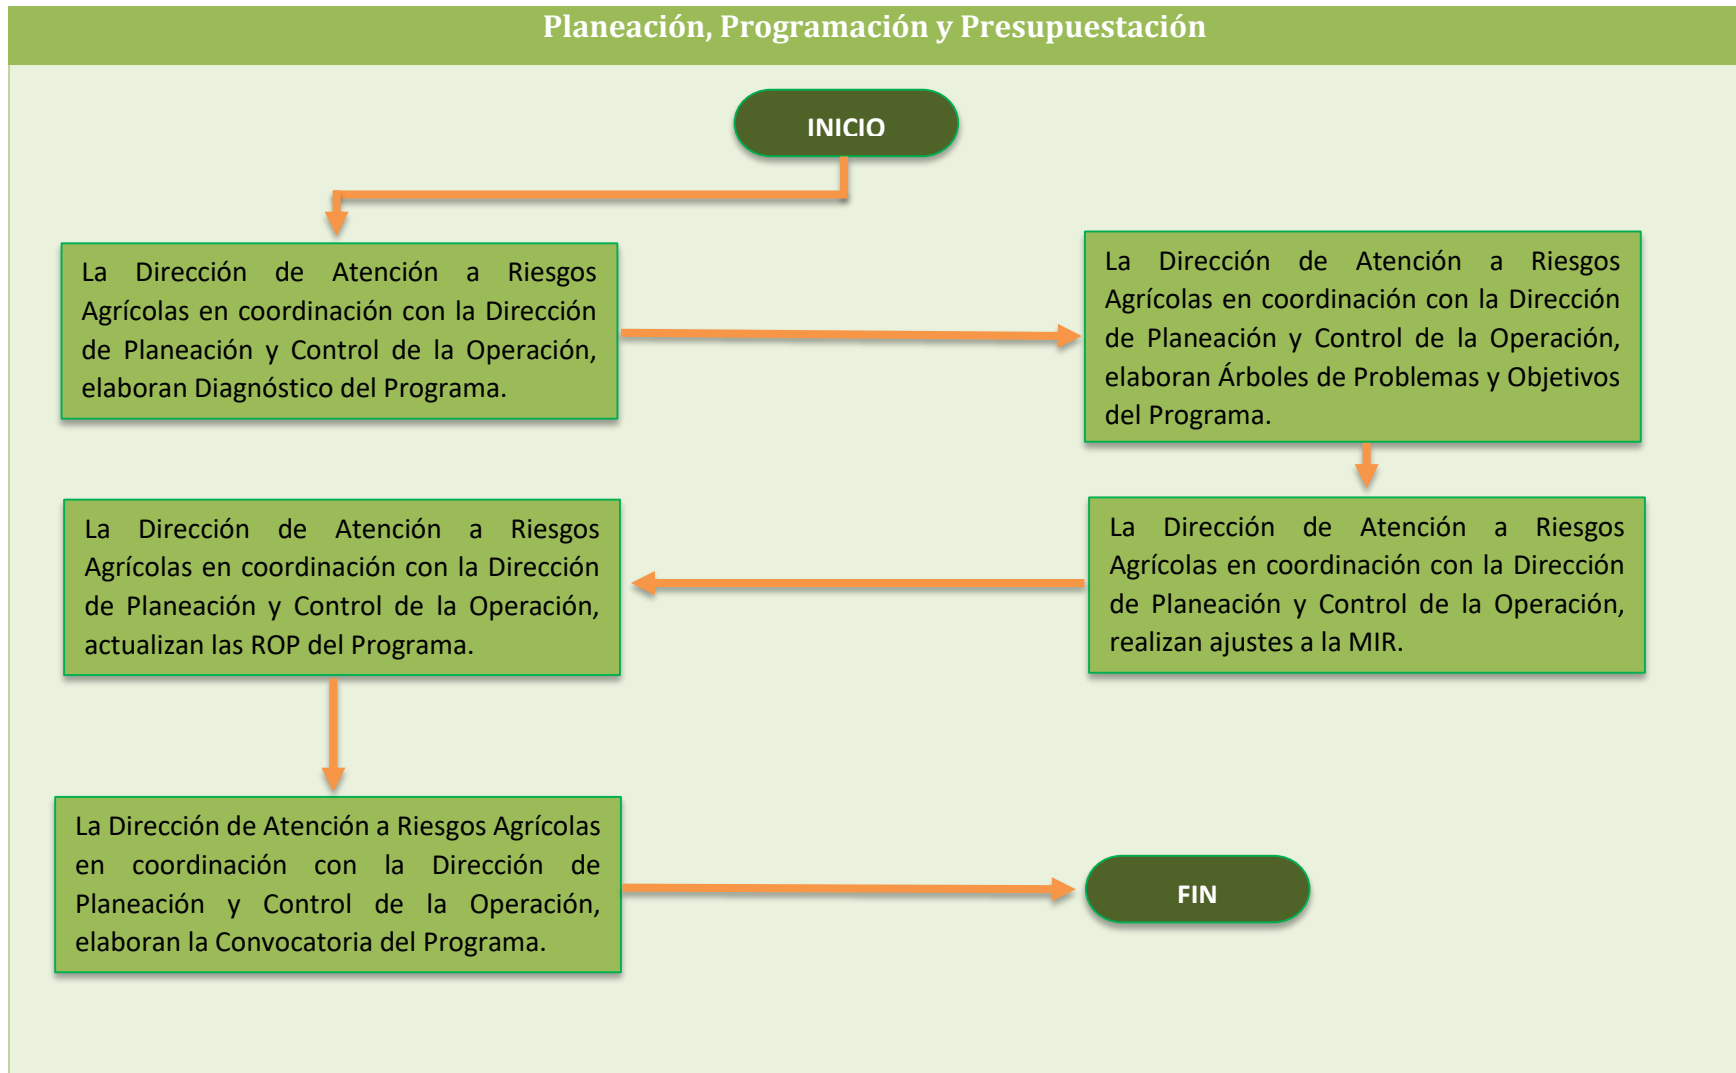 Planeación, Programación y Presupuestación
INICIO
La Dirección de Atención a Riesgos
Agrícolas en coordinación con la Dirección
de Planeación y Control de la Operación,
elaboran Diagnóstico del Programa.
La Dirección de Atención a Riesgos
Agrícolas en coordinación con la Dirección
de Planeación y Control de la Operación,
elaboran Árboles de Problemas y Objetivos
del Programa.
La Dirección de Atención a Riesgos
Agrícolas en coordinación con la Dirección
de Planeación y Control de la Operación,
realizan ajustes a la MIR.
La Dirección de Atención a Riesgos
Agrícolas en coordinación con la Dirección
de Planeación y Control de la Operación,
actualizan las ROP del Programa.
La Dirección de Atención a Riesgos Agrícolas
en coordinación con la Dirección de
Planeación y Control de la Operación,
elaboran la Convocatoria del Programa.
FIN